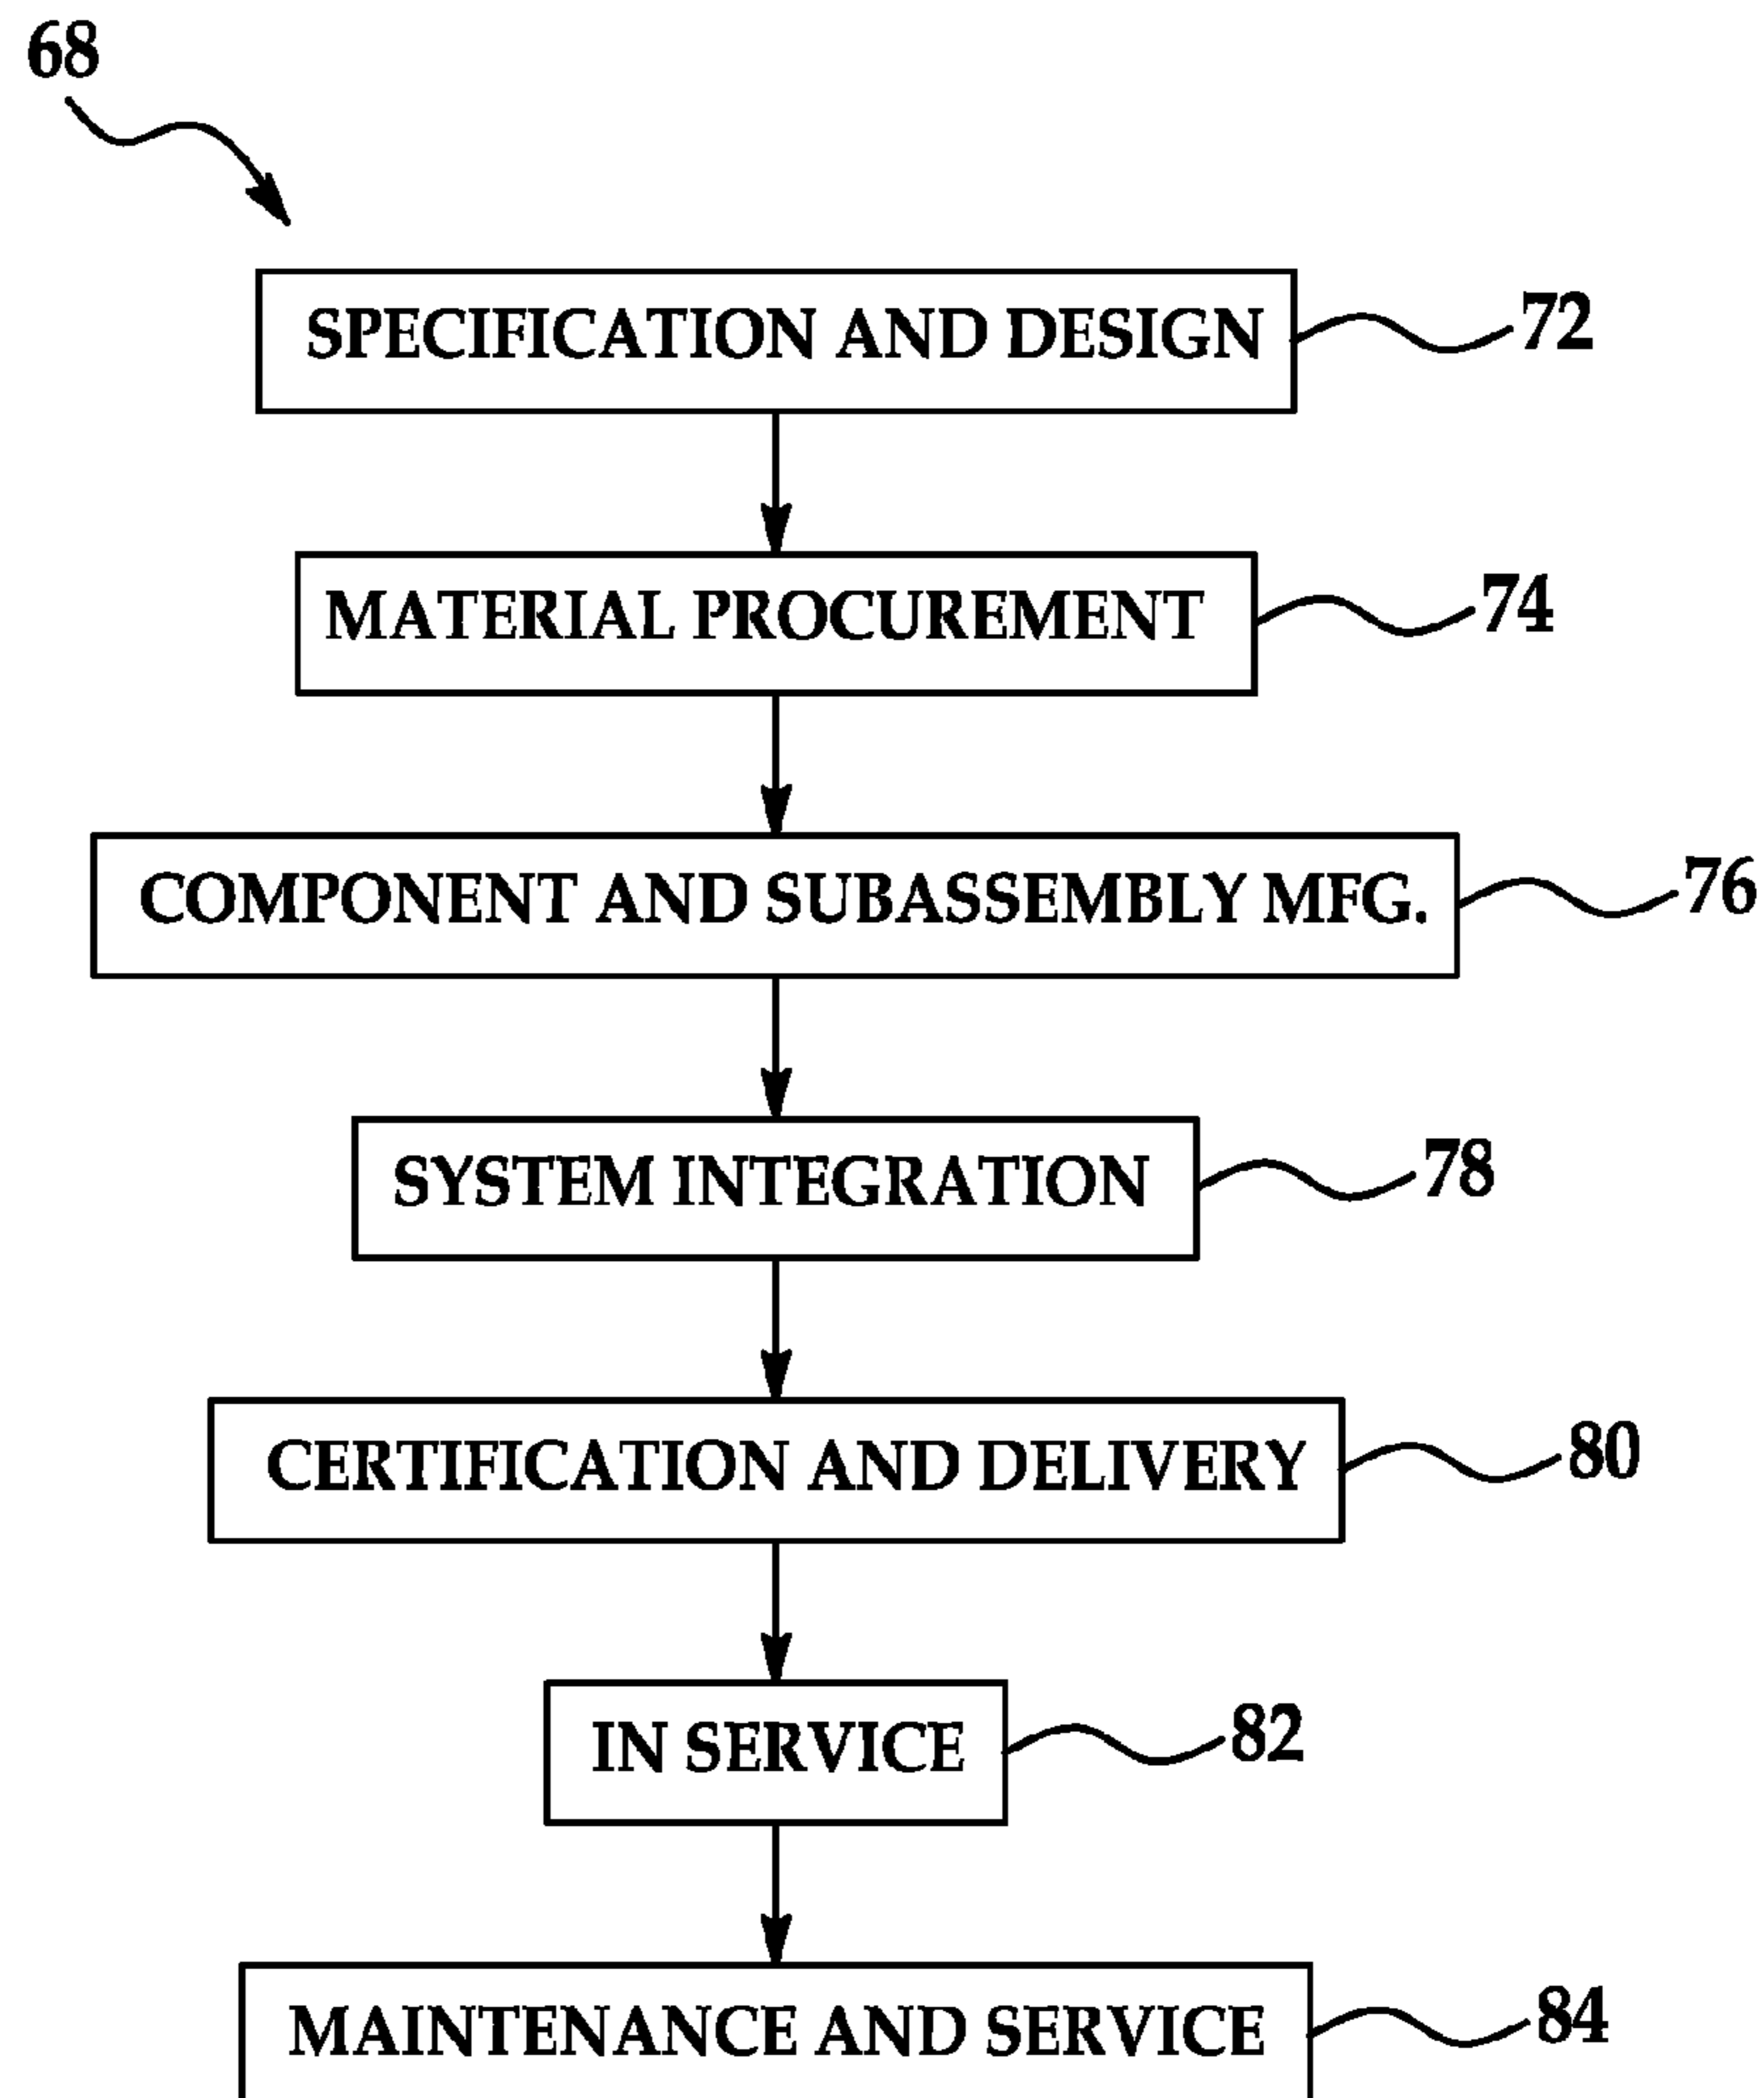 68
SPECIFICATION AND DESIGN 72
MATERIAL PROCUREMENT 74
COMPONENT AND SUBASSEMBLY MFG. 76
SYSTEM INTEGRATION 78
CERTIFICATION AND DELIVERY 80
IN SERVICE 82
MAINTENANCE AND SERVICE 84